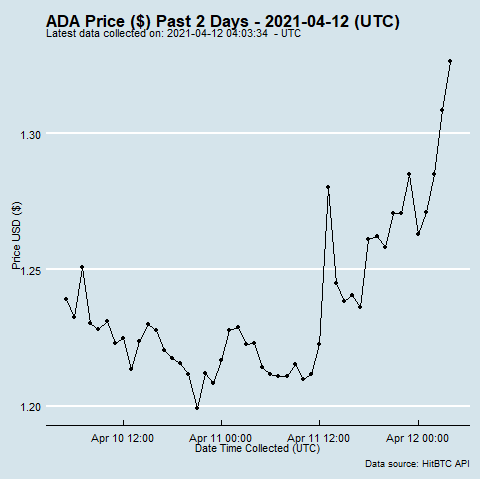 ADA Price ($) Past 2 Days - 2021-04-12 (UTC)
Latest data collected on: 2021-04-12 04:03:34 - UTC
Price USD ($)
1.30
1.25
1.20
Apr 10 12:00 Apr 11 00:00 Apr 11 12:00 Apr 12 00:00
Date Time Collected (UTC)
Data source: HitBTC API